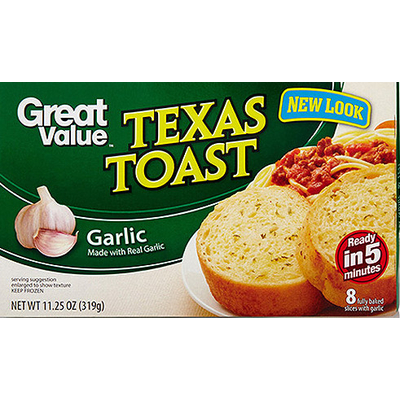 Great
Value™
TEXAS
TOAST
NEW LOOK
Garlic
Made with Real Garlic
Ready
in 5
minutes
serving suggestion
enlarged to show texture
KEEP FROZEN
NET WT 11.25 OZ (319g)
8 fully baked
slices with garlic